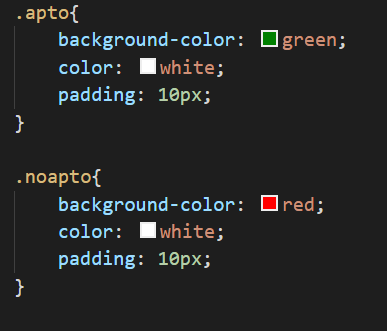 .apto{
    background-color: green;
    color: white;
    padding: 10px;
}

.noapto{
    background-color: red;
    color: white;
    padding: 10px;
}